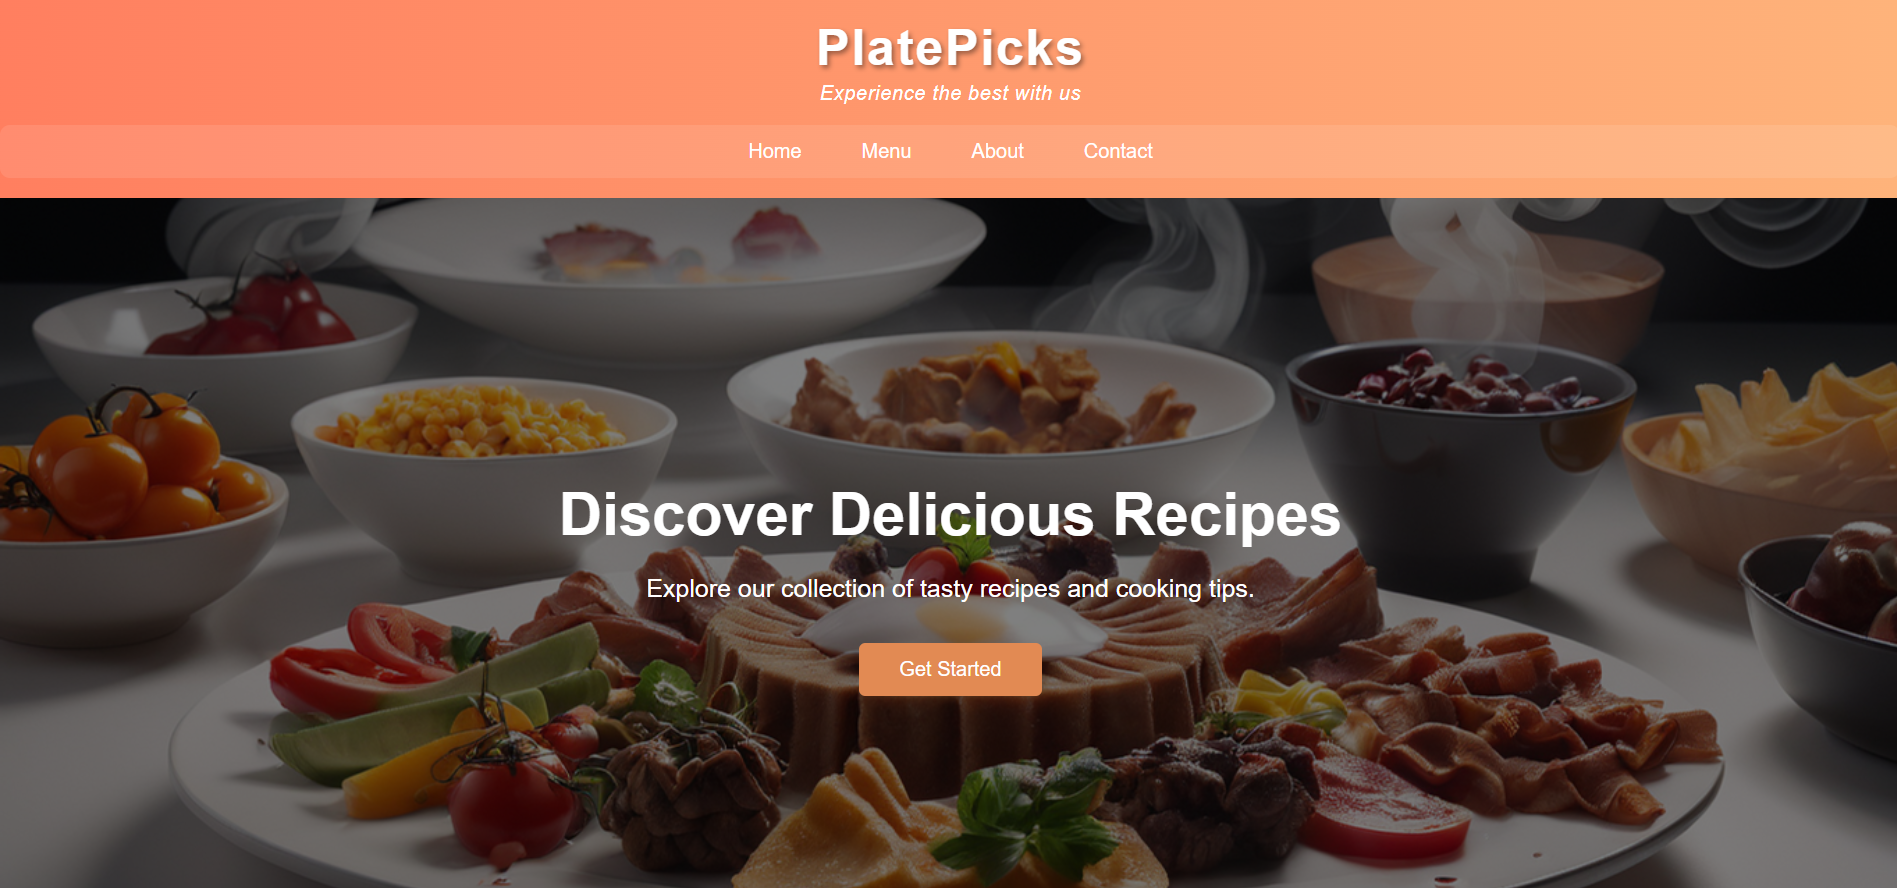 PlatePicks
Experience the best with us
Home Menu About Contact
Discover Delicious Recipes
Explore our collection of tasty recipes and cooking tips.
Get Started